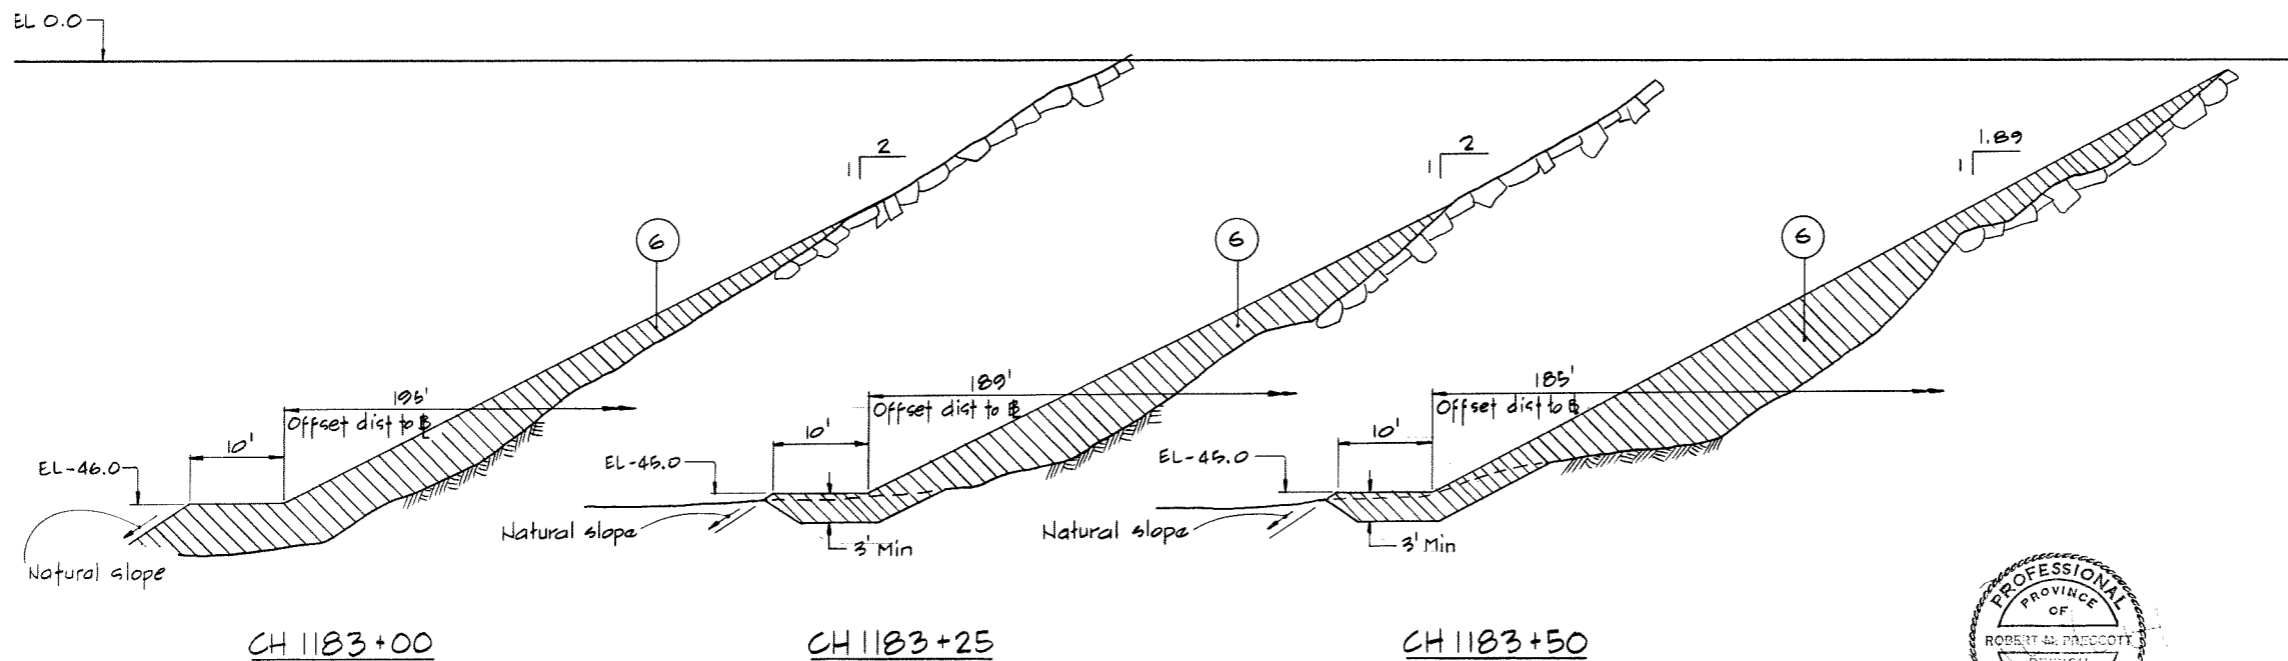 EL 0.0
1 2
6
195'
Offset dist to ℄
10'
EL-46.0
Natural slope
CH 1183+00
1 2
6
189'
Offset dist to ℄
10'
EL-45.0
Natural slope
3' Min
CH 1183+25
1 1.89
6
185'
Offset dist to ℄
10'
EL-45.0
Natural slope
3' Min
CH 1183+50
PROFESSIONAL
PROVINCE
OF
ROBERT M. PRESCOTT